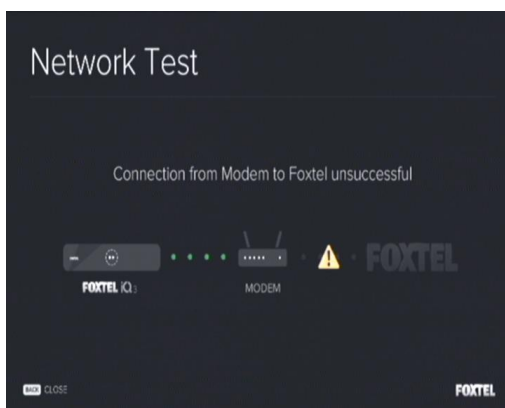 Network Test
Connection from Modem to Foxtel unsuccessful
FOXTEL
FOXTEL iQ3
MODEM
BACK CLOSE
FOXTEL